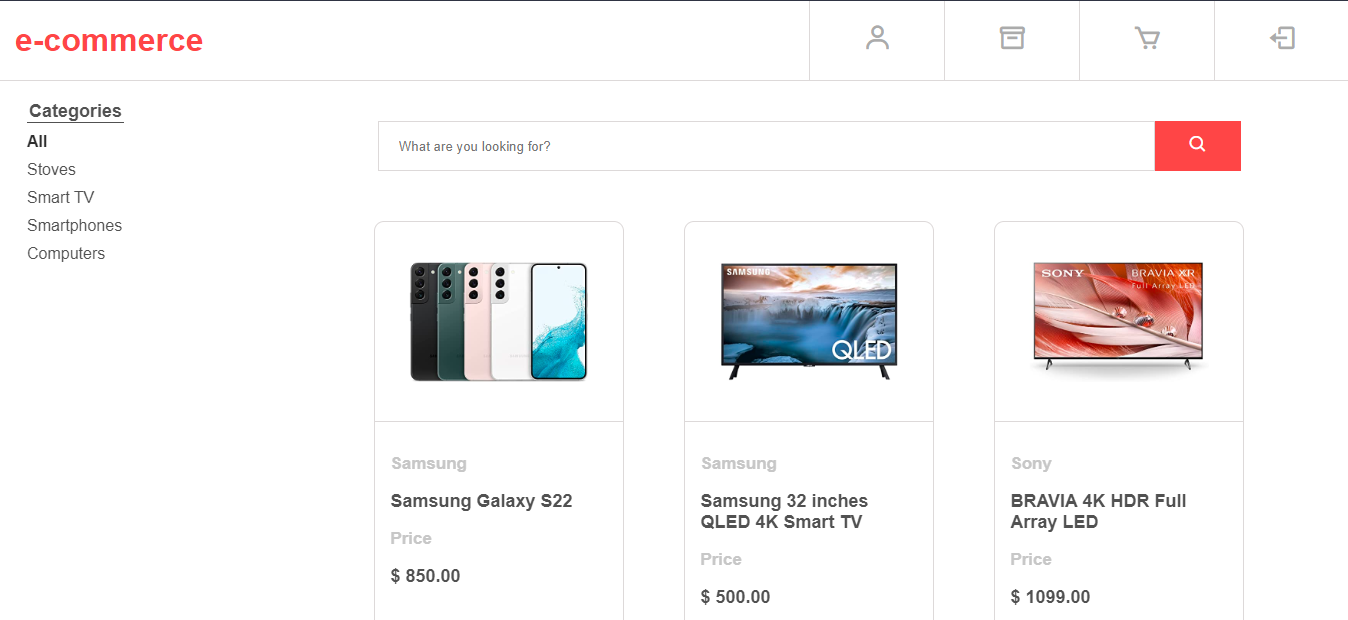 e-commerce
Categories
All
Stoves
Smart TV
Smartphones
Computers
What are you looking for?
SAMSUNG
QLED
SONY
BRAVIA XR
Full Array LED
Samsung
Samsung Galaxy S22
Price
$ 850.00
Samsung
Samsung 32 inches
QLED 4K Smart TV
Price
$ 500.00
Sony
BRAVIA 4K HDR Full
Array LED
Price
$ 1099.00